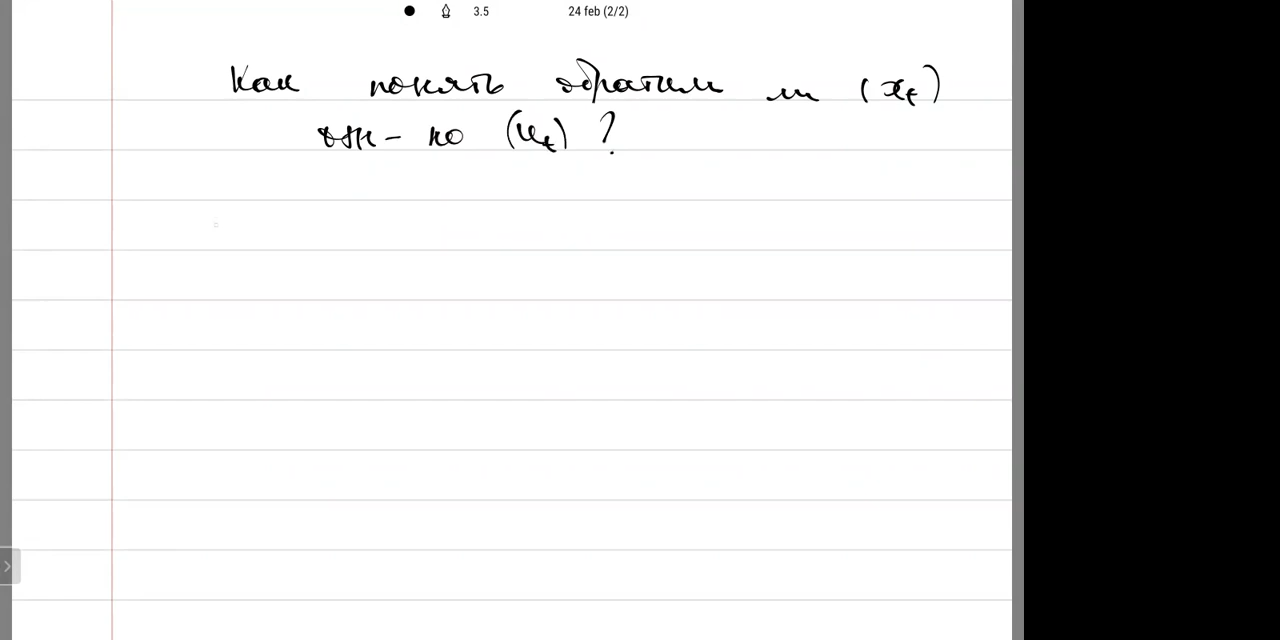 3.5 24 feb (2/2)
Как понять обратим ли (x_t)
отн-но (u_t) ?